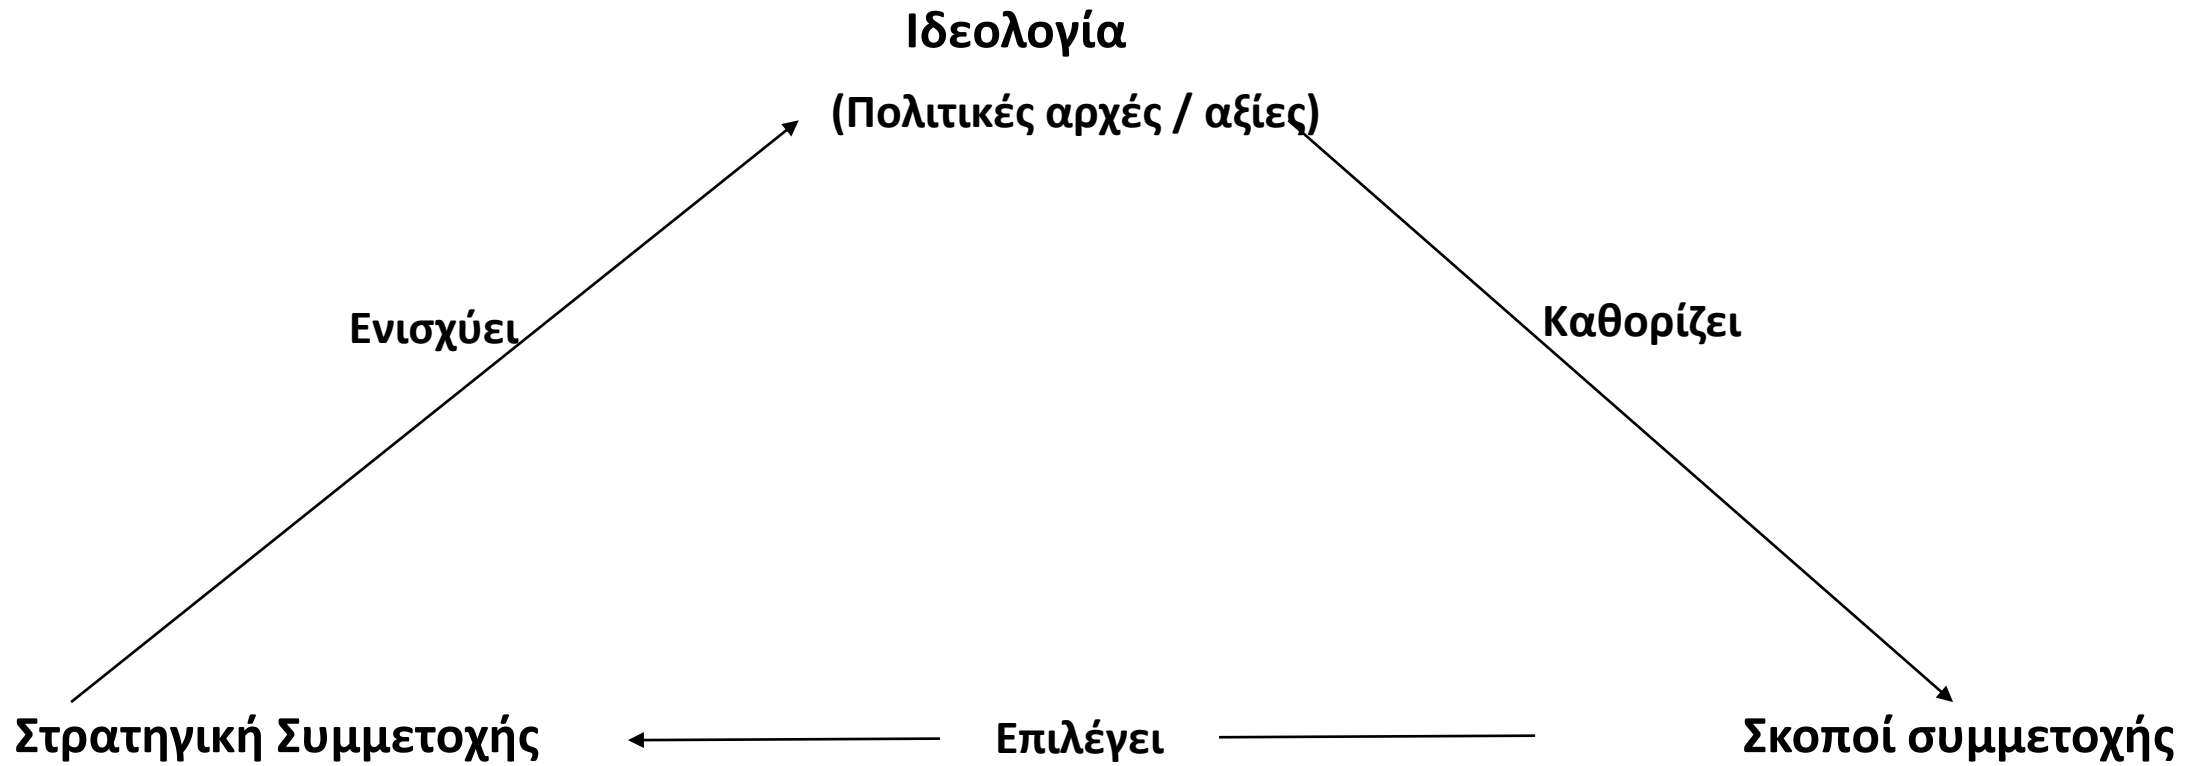 Ιδεολογία
(Πολιτικές αρχές / αξίες)
Ενισχύει
Καθορίζει
Στρατηγική Συμμετοχής
Επιλέγει
Σκοποί συμμετοχής